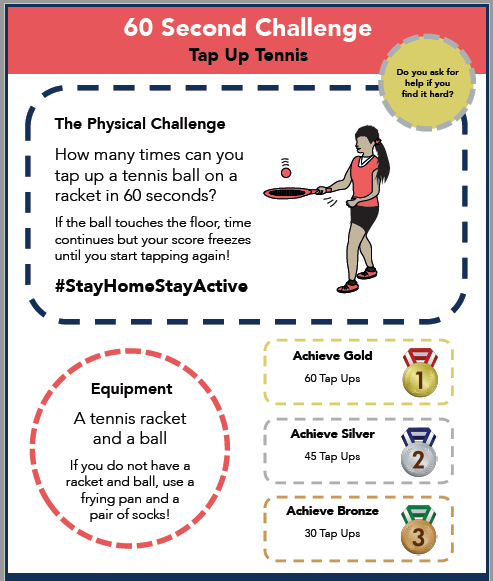 60 Second Challenge
Tap Up Tennis
Do you ask for
help if you
find it hard?
The Physical Challenge
How many times can you
tap up a tennis ball on a
racket in 60 seconds?
If the ball touches the floor, time
continues but your score freezes
until you start tapping again!
#StayHomeStayActive
Equipment
A tennis racket
and a ball
If you do not have a
racket and ball, use a
frying pan and a
pair of socks!
Achieve Gold
60 Tap Ups
1
Achieve Silver
45 Tap Ups
2
Achieve Bronze
30 Tap Ups
3